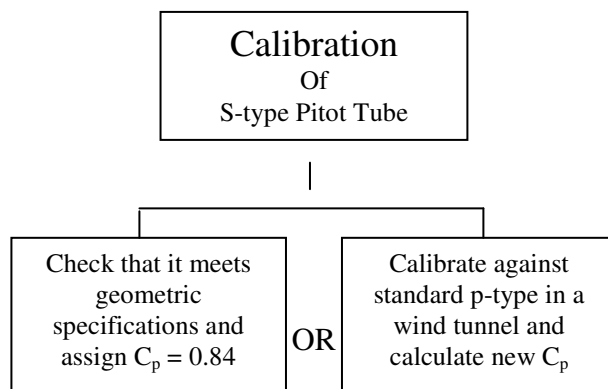 Calibration
Of
S-type Pitot Tube
Check that it meets
geometric
specifications and
assign Cp = 0.84
OR
Calibrate against
standard p-type in a
wind tunnel and
calculate new Cp